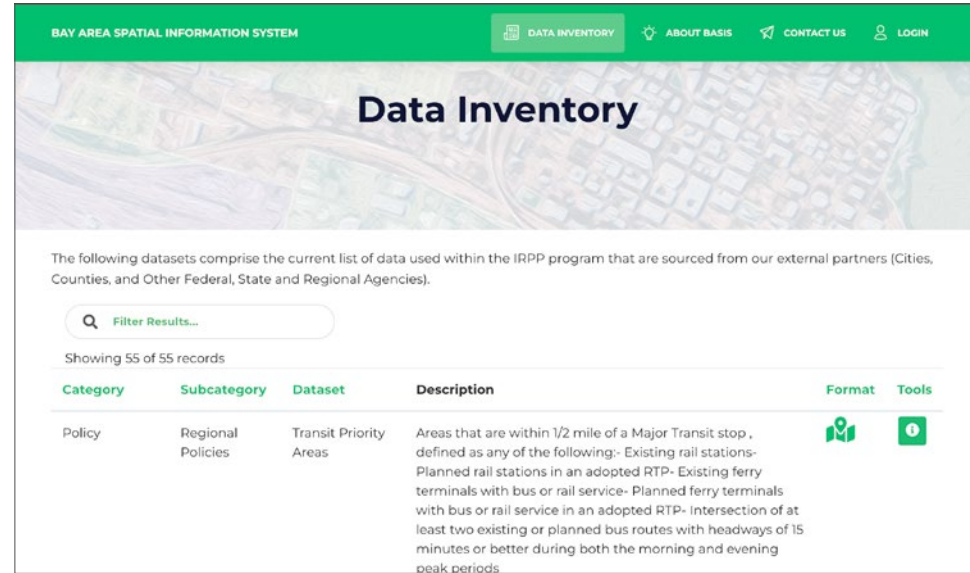 BAY AREA SPATIAL INFORMATION SYSTEM
DATA INVENTORY
ABOUT BASIS
CONTACT US
LOGIN
Data Inventory
The following datasets comprise the current list of data used within the IRPP program that are sourced from our external partners (Cities,
Counties, and Other Federal, State and Regional Agencies).
Filter Results...
Showing 55 of 55 records
Category Subcategory Dataset Description Format Tools
Policy Regional Transit Priority Areas that are within 1/2 mile of a Major Transit stop ,
Policies Areas defined as any of the following:- Existing rail stations-
Planned rail stations in an adopted RTP- Existing ferry
terminals with bus or rail service- Planned ferry terminals
with bus or rail service in an adopted RTP- Intersection of at
least two existing or planned bus routes with headways of 15
minutes or better during both the morning and evening
peak periods